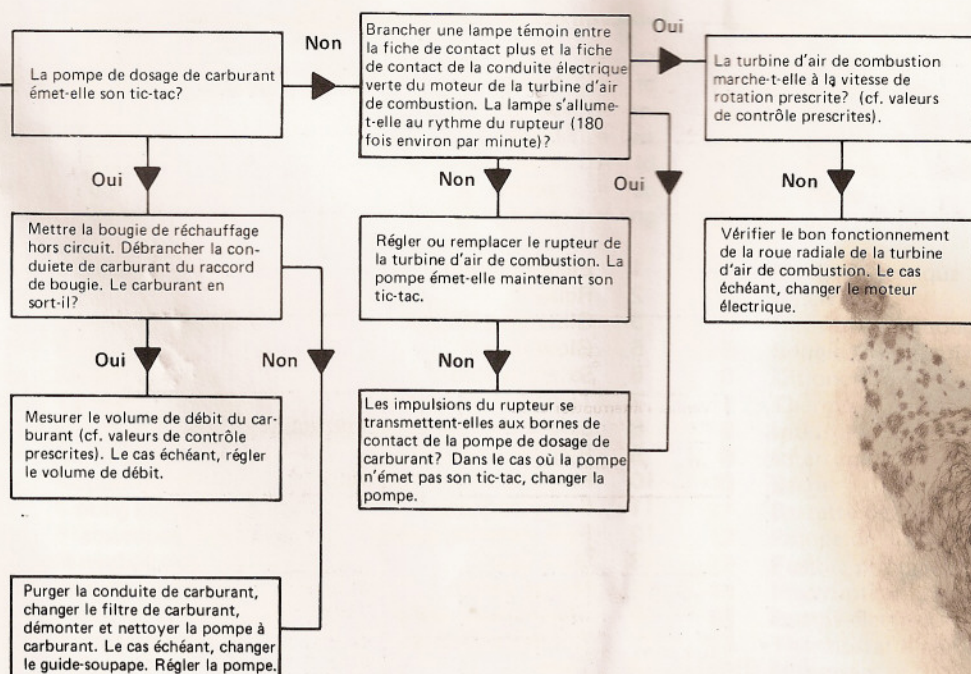 La pompe de dosage de carburant
émet-elle son tic-tac?
Non
Brancher une lampe témoin entre
la fiche de contact plus et la fiche
de contact de la conduite électrique
verte du moteur de la turbine d'air
de combustion. La lampe s'allume-
t-elle au rythme du rupteur (180
fois environ par minute)?
Oui
La turbine d'air de combustion
marche-t-elle à la vitesse de
rotation prescrite? (cf. valeurs
de contrôle prescrites).
Oui
Non
Oui
Non
Mettre la bougie de réchauffage
hors circuit. Débrancher la con-
duiete de carburant du raccord
de bougie. Le carburant en
sort-il?
Régler ou remplacer le rupteur de
la turbine d'air de combustion. La
pompe émet-elle maintenant son
tic-tac.
Vérifier le bon fonctionnement
de la roue radiale de la turbine
d'air de combustion. Le cas
échéant, changer le moteur
électrique.
Oui
Non
Non
Mesurer le volume de débit du car-
burant (cf. valeurs de contrôle
prescrites). Le cas échéant, régler
le volume de débit.
Les impulsions du rupteur se
transmettent-elles aux bornes de
contact de la pompe de dosage de
carburant? Dans le cas où la pompe
n'émet pas son tic-tac, changer la
pompe.
Purger la conduite de carburant,
changer le filtre de carburant,
démonter et nettoyer la pompe à
carburant. Le cas échéant, changer
le guide-soupape. Régler la pompe.